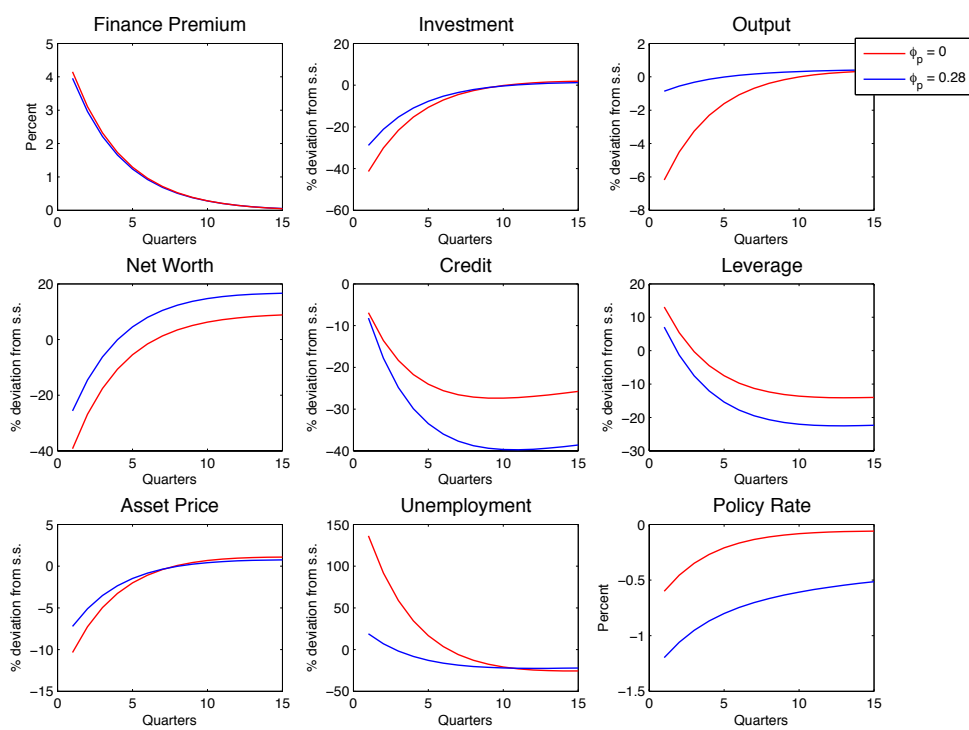 Finance Premium
5
4
3
2
1
0
Percent
0 5 10 15
Quarters
Investment
20
0
−20
−40
−60
% deviation from s.s.
0 5 10 15
Quarters
Output
2
0
−2
−4
−6
−8
% deviation from s.s.
0 5 10 15
Quarters
ϕp = 0
ϕp = 0.28
Net Worth
20
0
−20
−40
% deviation from s.s.
0 5 10 15
Quarters
Credit
0
−10
−20
−30
−40
% deviation from s.s.
0 5 10 15
Quarters
Leverage
20
10
0
−10
−20
−30
% deviation from s.s.
0 5 10 15
Quarters
Asset Price
5
0
−5
−10
−15
% deviation from s.s.
0 5 10 15
Quarters
Unemployment
150
100
50
0
−50
% deviation from s.s.
0 5 10 15
Quarters
Policy Rate
0
−0.5
−1
−1.5
Percent
0 5 10 15
Quarters